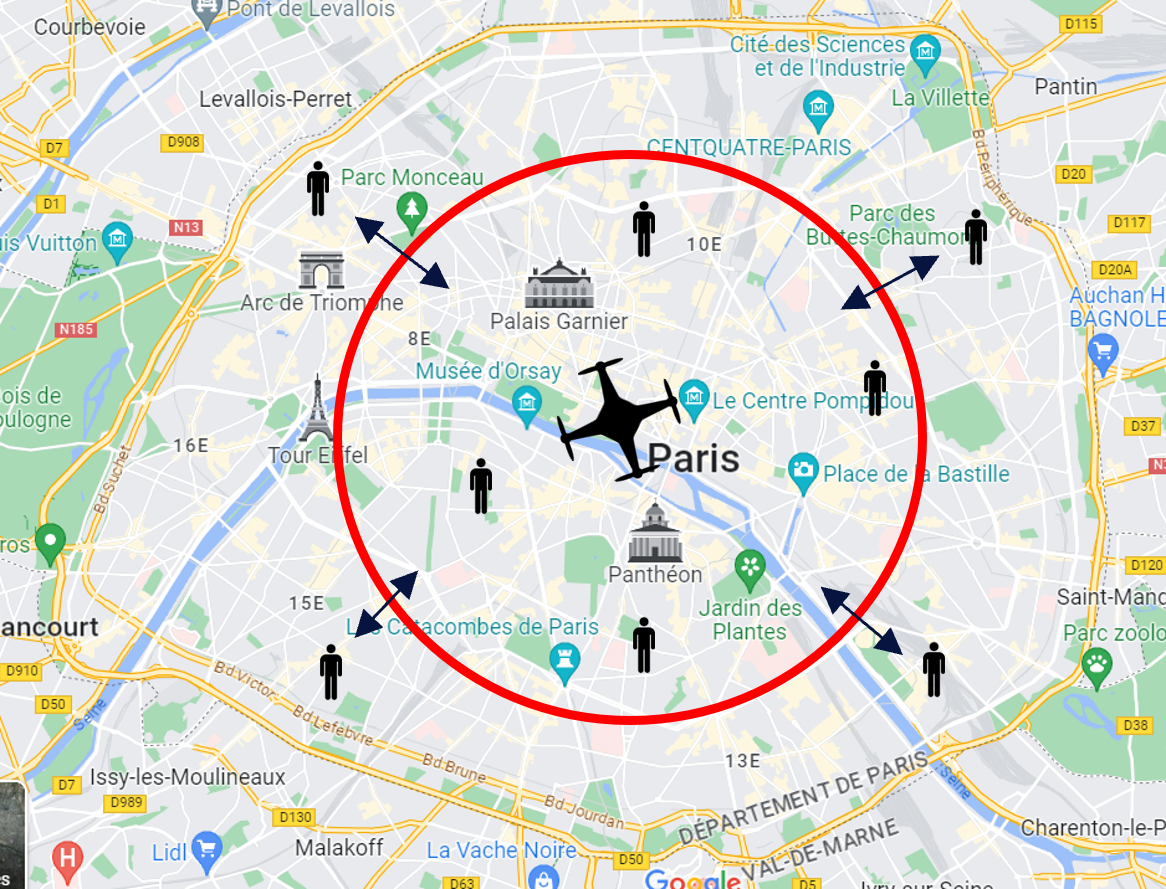 Courbevoie
Pont de Levallois
D115
Cité des Sciences
et de l'Industrie
La Villette
Pantin
Levallois-Perret
D7
D908
CENTQUATRE-PARIS
Bd Périphérique
D20
Parc Monceau
D1
N13
uis Vuitton
10E
Parc des
Buttes-Chaumon
D117
D20A
Arc de Triomphe
Palais Garnier
Auchan H
BAGNOLE
N185
8E
Musée d'Orsay
ois de
oulogne
Le Centre Pompidou
D37
16E
Tour Eiffel
Paris
Place de la Bastille
Bd Suchet
ros
Panthéon
D120
15E
Jardin des
Plantes
Saint-Mand
ancourt
Les Catacombes de Paris
Parc zoolo
D910
Bd Victor
D50
Seine
Bd Lefebvre
D38
Bd Brune
13E
Issy-les-Moulineaux
D7
D989
Bd Jourdan
DÉPARTEMENT DE PARIS
Seine
D130
VAL-DE-MARNE
Charenton-le-P
H
Lidl
Malakoff
La Vache Noire
D50
D63
Google
D5
Ivry-sur-Seine
es